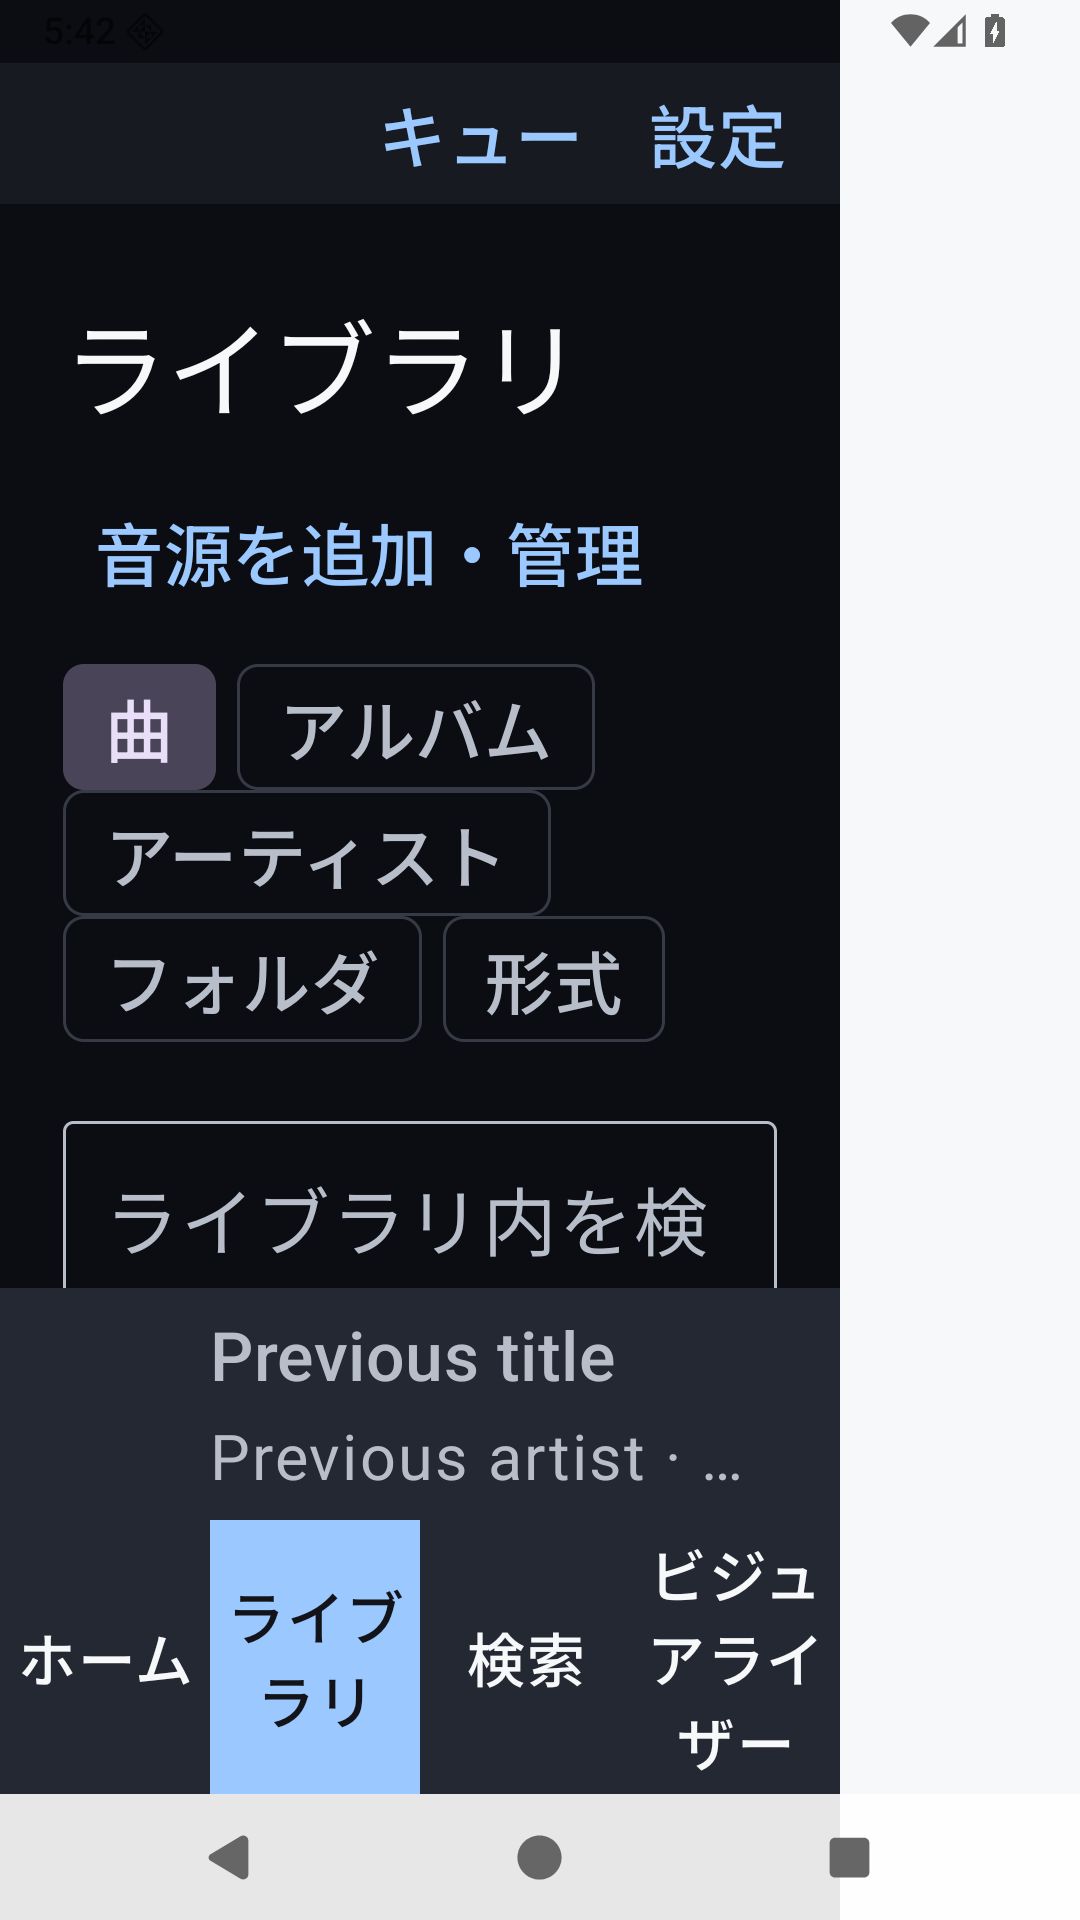 5:42
キュー 設定
ライブラリ
音源を追加・管理
曲 アルバム
アーティスト
フォルダ 形式
ライブラリ内を検
Previous title
Previous artist · …
ホーム
ライブ
ラリ
検索
ビジュ
アライ
ザー